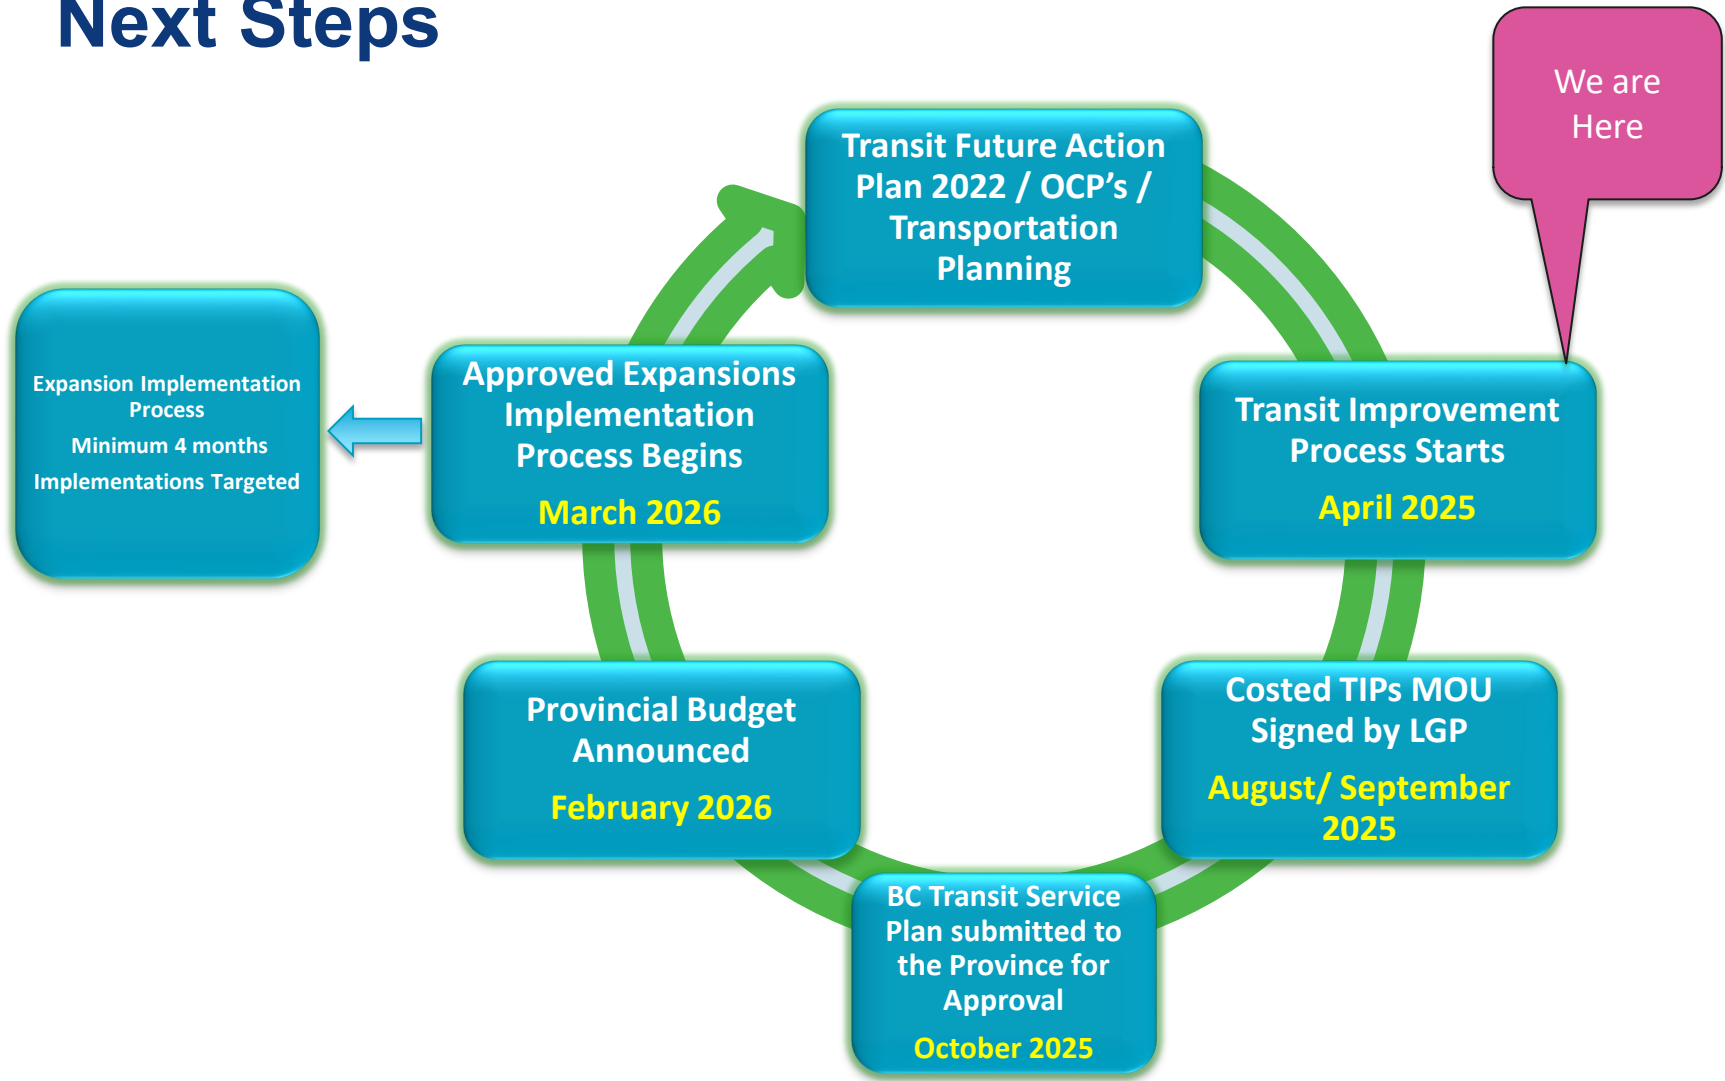 Next Steps
We are
Here
Transit Future Action
Plan 2022 / OCP’s /
Transportation
Planning
Transit Improvement
Process Starts
April 2025
Costed TIPs MOU
Signed by LGP
August/ September
2025
BC Transit Service
Plan submitted to
the Province for
Approval
October 2025
Provincial Budget
Announced
February 2026
Approved Expansions
Implementation
Process Begins
March 2026
Expansion Implementation
Process
Minimum 4 months
Implementations Targeted